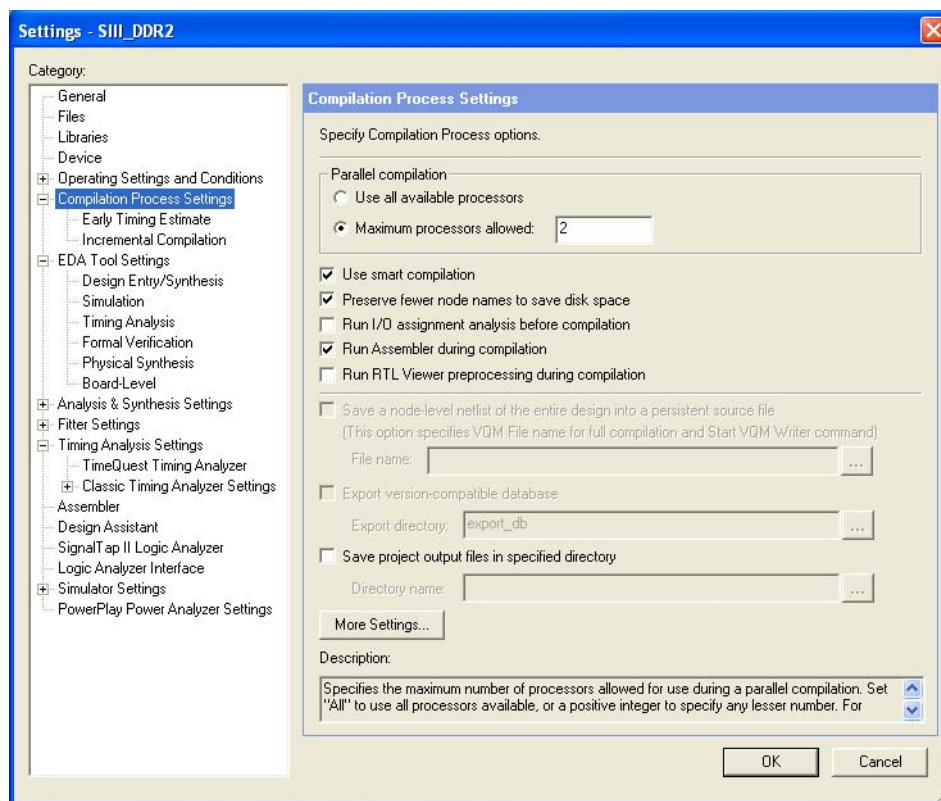 Settings - SIII_DDR2
Category:
General
Files
Libraries
Device
Operating Settings and Conditions
Compilation Process Settings
Early Timing Estimate
Incremental Compilation
EDA Tool Settings
Design Entry/Synthesis
Simulation
Timing Analysis
Formal Verification
Physical Synthesis
Board-Level
Analysis & Synthesis Settings
Fitter Settings
Timing Analysis Settings
TimeQuest Timing Analyzer
Classic Timing Analyzer Settings
Assembler
Design Assistant
SignalTap II Logic Analyzer
Logic Analyzer Interface
Simulator Settings
PowerPlay Power Analyzer Settings
Compilation Process Settings
Specify Compilation Process options.
Parallel compilation
Use all available processors
Maximum processors allowed: 2
Use smart compilation
Preserve fewer node names to save disk space
Run I/O assignment analysis before compilation
Run Assembler during compilation
Run RTL Viewer preprocessing during compilation
Save a node-level netlist of the entire design into a persistent source file
(This option specifies VQM File name for full compilation and Start VQM Writer command)
File name: ...
Export version-compatible database
Export directory: export_db ...
Save project output files in specified directory
Directory name: ...
More Settings...
Description:
Specifies the maximum number of processors allowed for use during a parallel compilation. Set
"All" to use all processors available, or a positive integer to specify any lesser number. For
OK Cancel